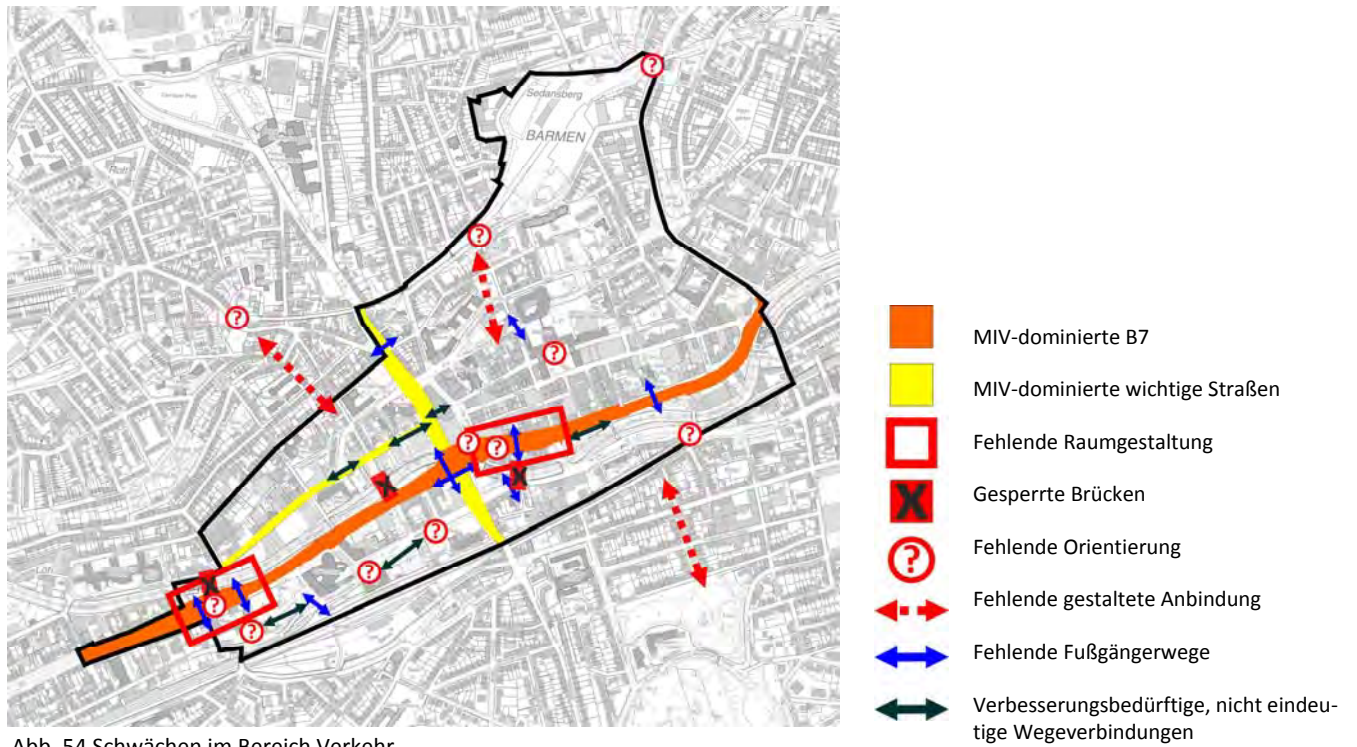 Sedansberg
BARMEN
Rott
MIV-dominierte B7
MIV-dominierte wichtige Straßen
Fehlende Raumgestaltung
X Gesperrte Brücken
? Fehlende Orientierung
Fehlende gestaltete Anbindung
Fehlende Fußgängerwege
Verbesserungsbedürftige, nicht eindeu-
tige Wegeverbindungen
Abb. 54 Schwächen im Bereich Verkehr